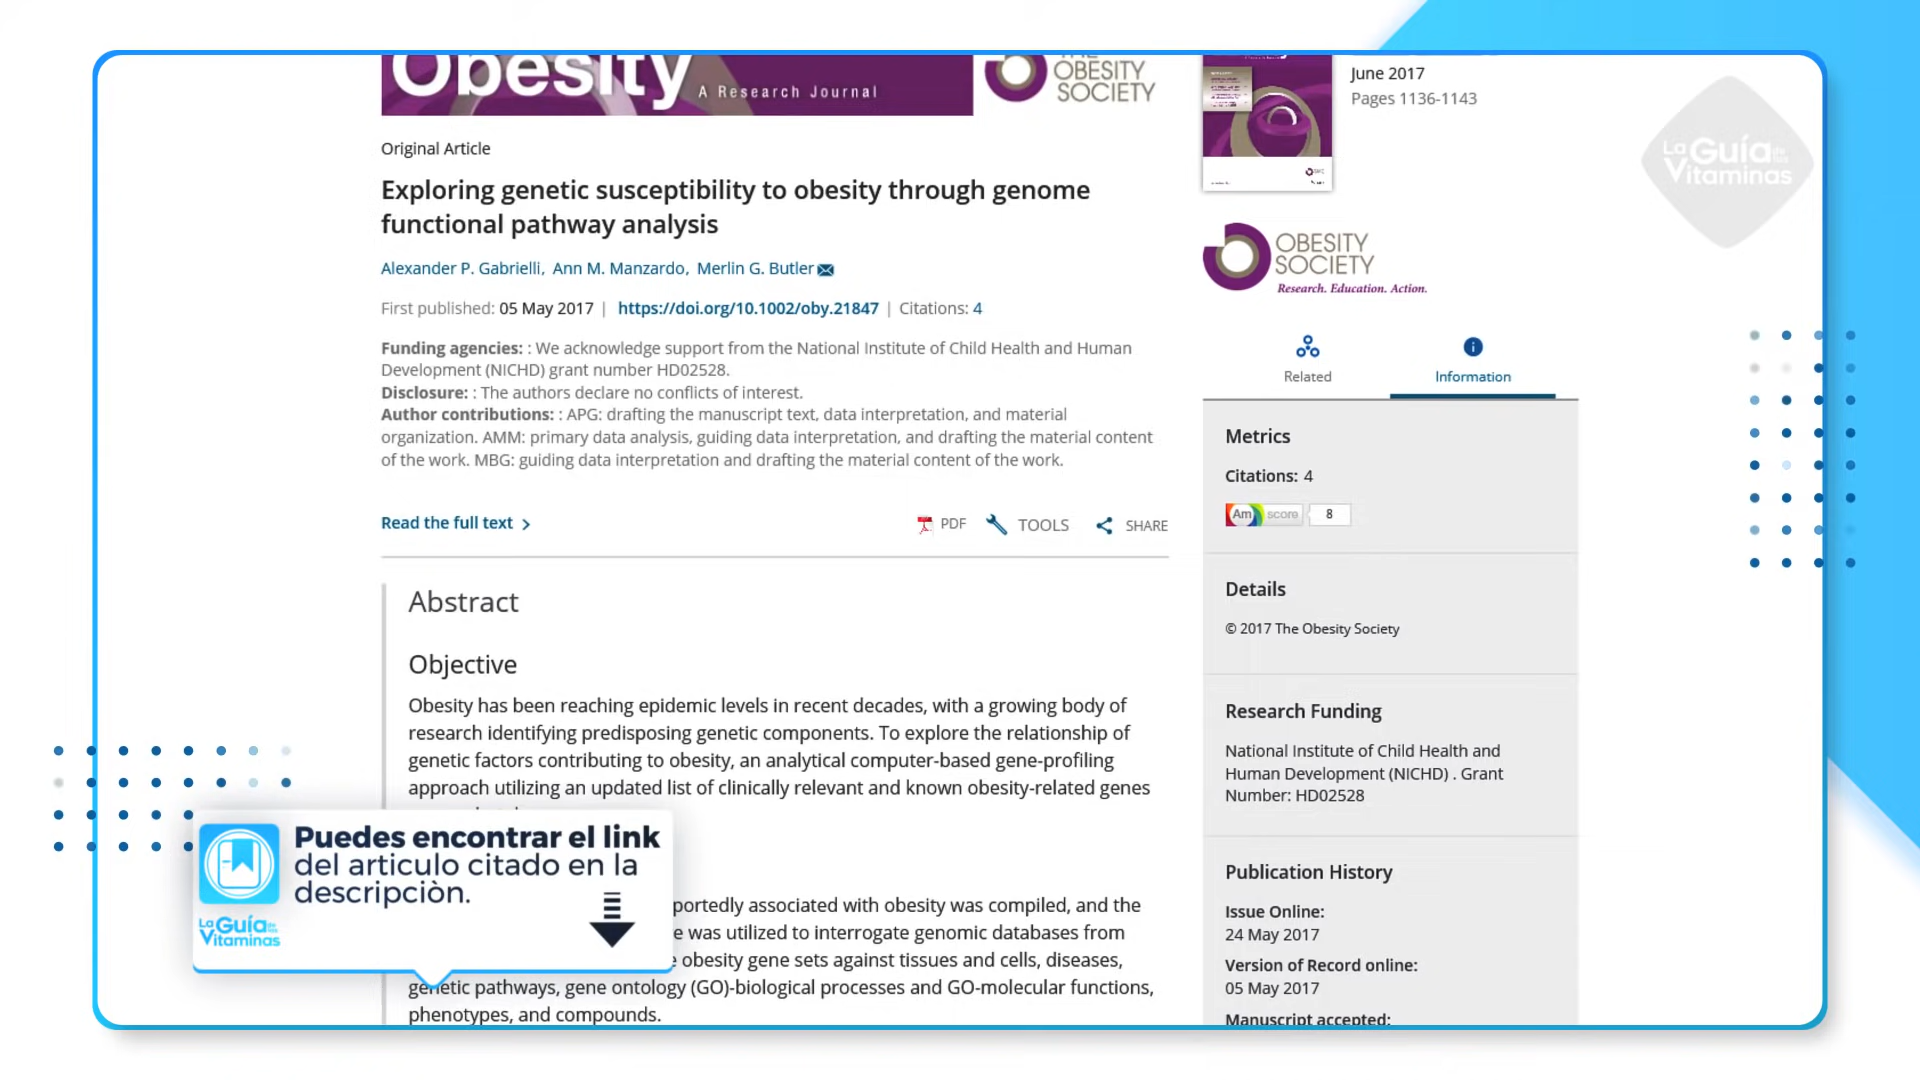 Obesity
A Research Journal
THE
OBESITY
SOCIETY
June 2017
Pages 1136-1143
La Guía de las
Vitaminas
Original Article
Exploring genetic susceptibility to obesity through genome
functional pathway analysis
Alexander P. Gabrielli, Ann M. Manzardo, Merlin G. Butler
First published: 05 May 2017 | https://doi.org/10.1002/oby.21847 | Citations: 4
Funding agencies: : We acknowledge support from the National Institute of Child Health and Human
Development (NICHD) grant number HD02528.
Disclosure: : The authors declare no conflicts of interest.
Author contributions: : APG: drafting the manuscript text, data interpretation, and material
organization. AMM: primary data analysis, guiding data interpretation, and drafting the material content
of the work. MBG: guiding data interpretation and drafting the material content of the work.
Read the full text
PDF
TOOLS
SHARE
Abstract
Objective
Obesity has been reaching epidemic levels in recent decades, with a growing body of
research identifying predisposing genetic components. To explore the relationship of
genetic factors contributing to obesity, an analytical computer-based gene-profiling
approach utilizing an updated list of clinically relevant and known obesity-related genes
portedly associated with obesity was compiled, and the
e was utilized to interrogate genomic databases from
obesity gene sets against tissues and cells, diseases,
genetic pathways, gene ontology (GO)-biological processes and GO-molecular functions,
phenotypes, and compounds.
Puedes encontrar el link
del articulo citado en la
descripciòn.
La Guía de las
Vitaminas
OBESITY
SOCIETY
Research. Education. Action.
Related
Information
Metrics
Citations: 4
Am score 8
Details
© 2017 The Obesity Society
Research Funding
National Institute of Child Health and
Human Development (NICHD) . Grant
Number: HD02528
Publication History
Issue Online:
24 May 2017
Version of Record online:
05 May 2017
Manuscript accepted: